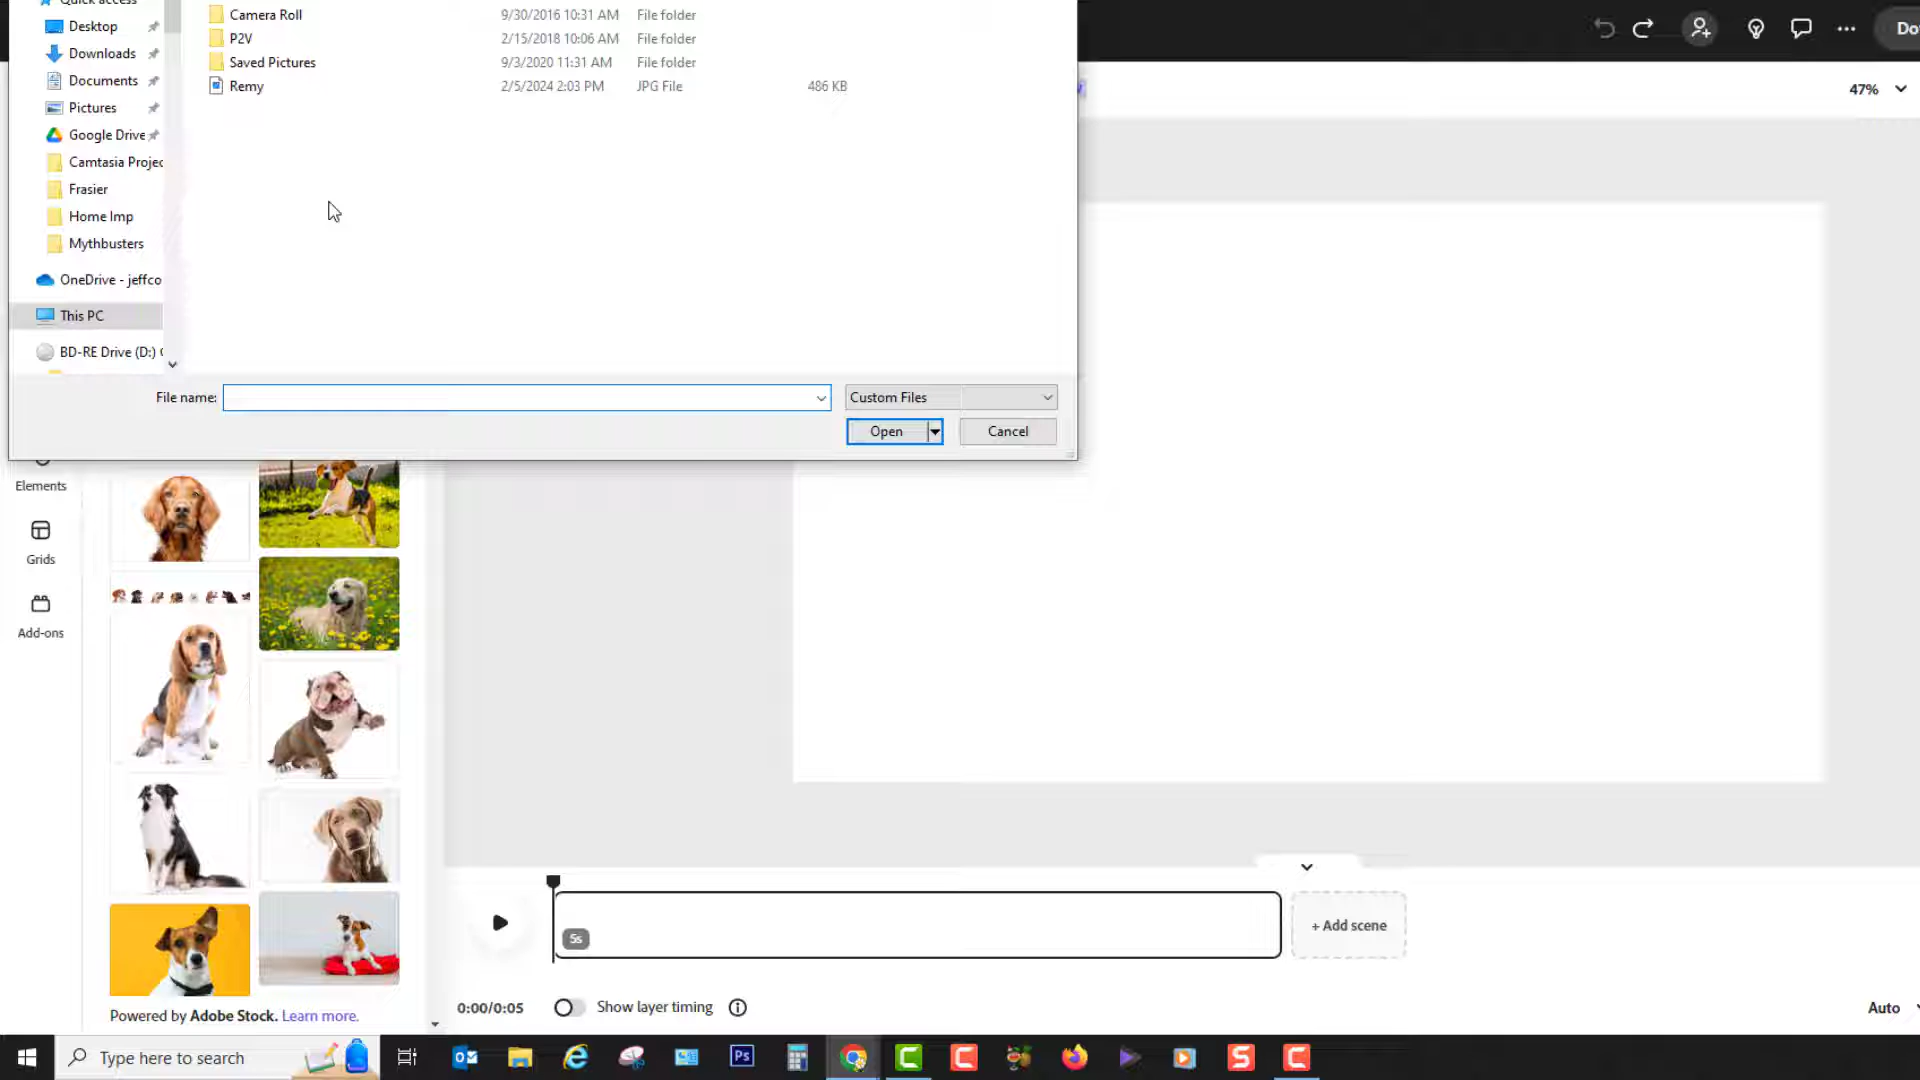 Quick access
Camera Roll 9/30/2016 10:31 AM File folder
Desktop
P2V 2/15/2018 10:06 AM File folder
Do
Downloads
Saved Pictures 9/3/2020 11:31 AM File folder
Documents
Remy 2/5/2024 2:03 PM JPG File 486 KB
47%
Pictures
Google Drive
Camtasia Projec
Frasier
Home Imp
Mythbusters
OneDrive - jeffco
This PC
BD-RE Drive (D:)
File name:
Custom Files
Open
Cancel
Elements
Grids
Add-ons
5s
+ Add scene
0:00/0:05
Show layer timing
Auto
Powered by Adobe Stock. Learn more.
Type here to search
Ps